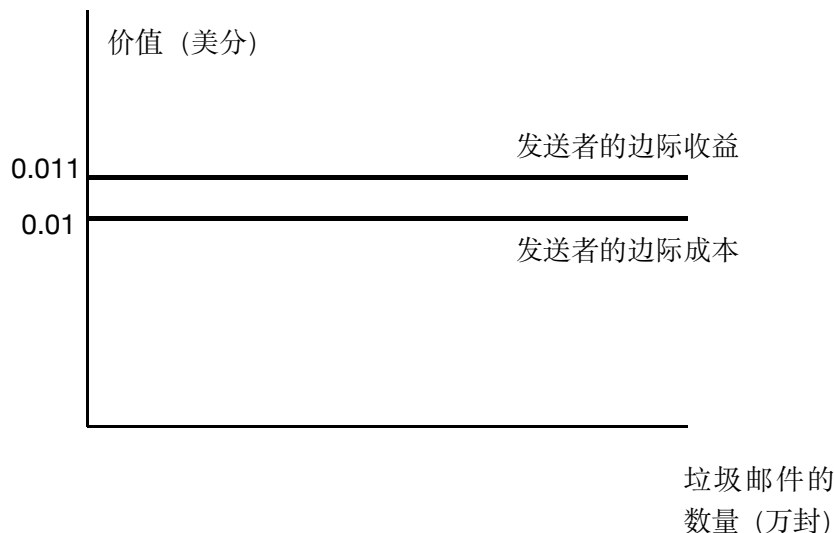 价值（美分）
发送者的边际收益
0.011
0.01
发送者的边际成本
垃圾邮件的
数量（万封）